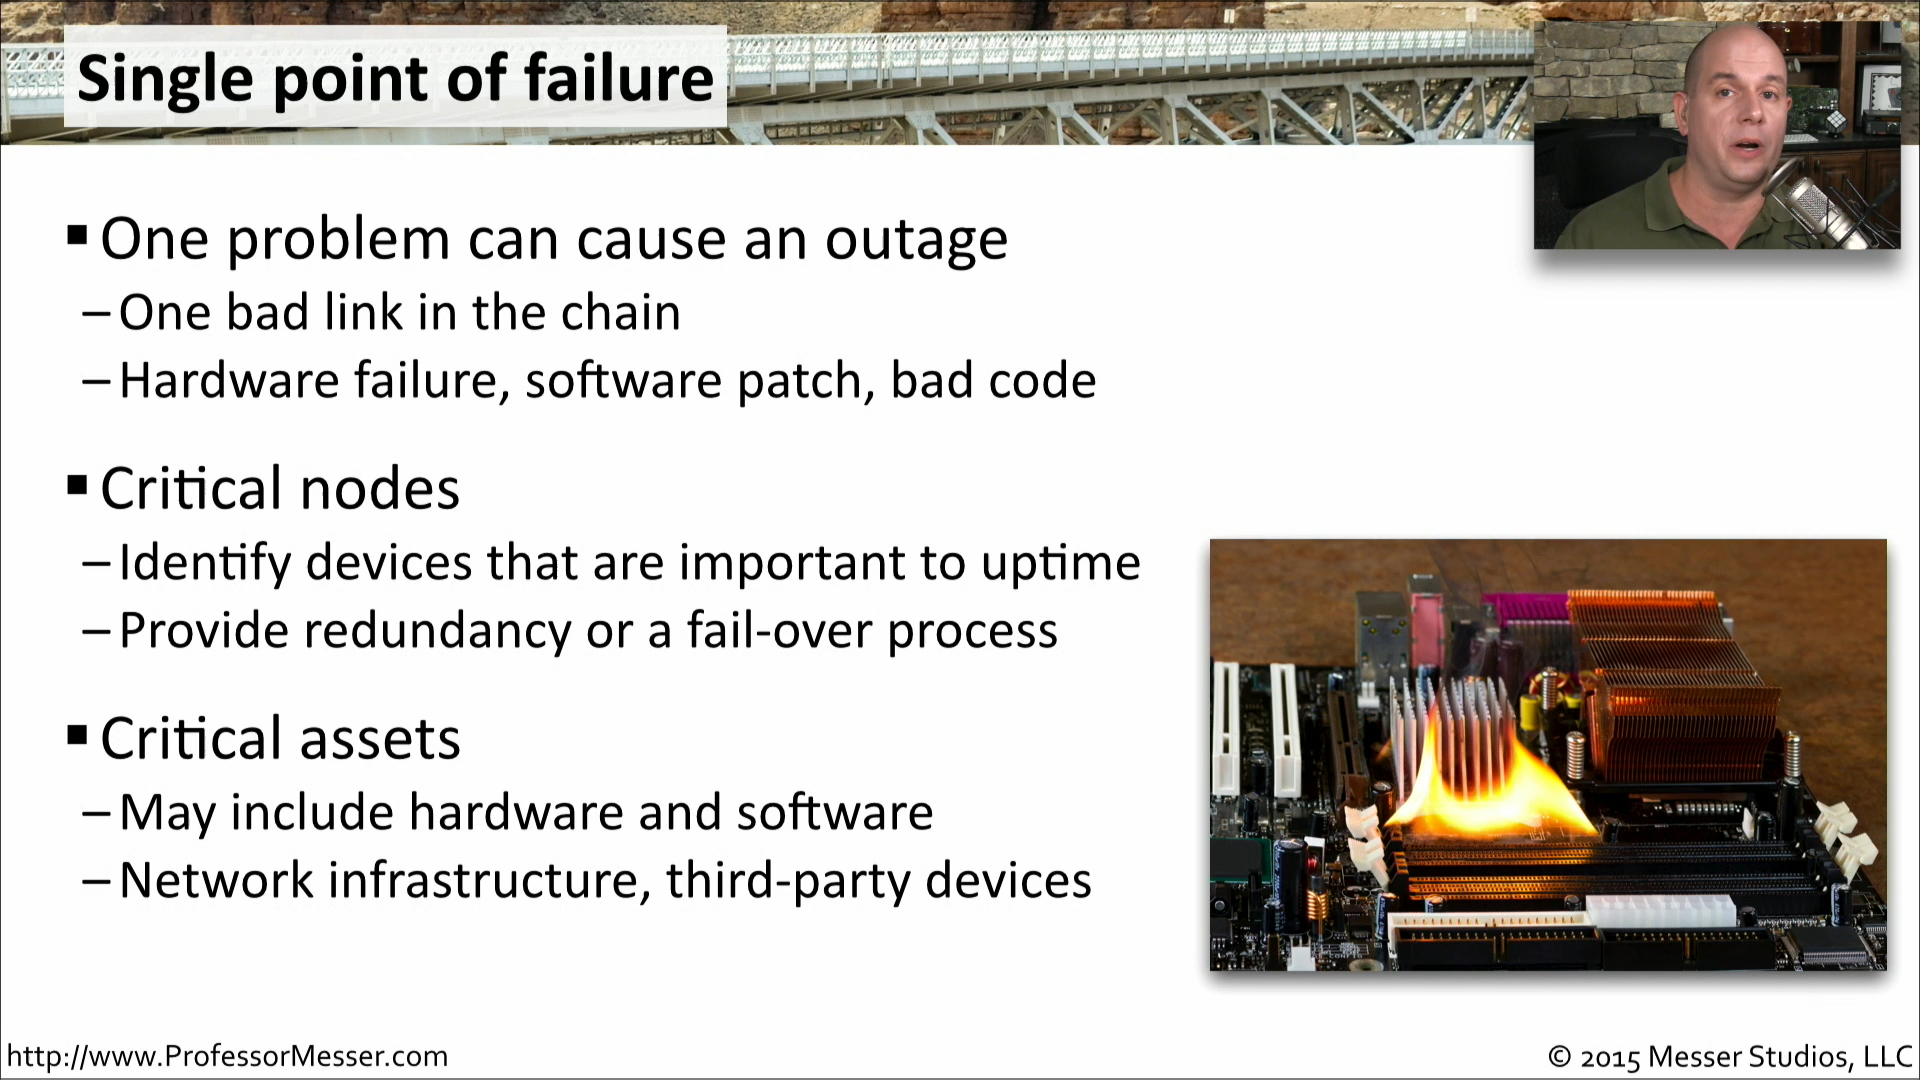 Single point of failure
▪ One problem can cause an outage
– One bad link in the chain
– Hardware failure, software patch, bad code
▪ Critical nodes
– Identify devices that are important to uptime
– Provide redundancy or a fail-over process
▪ Critical assets
– May include hardware and software
– Network infrastructure, third-party devices
http://www.ProfessorMesser.com
© 2015 Messer Studios, LLC